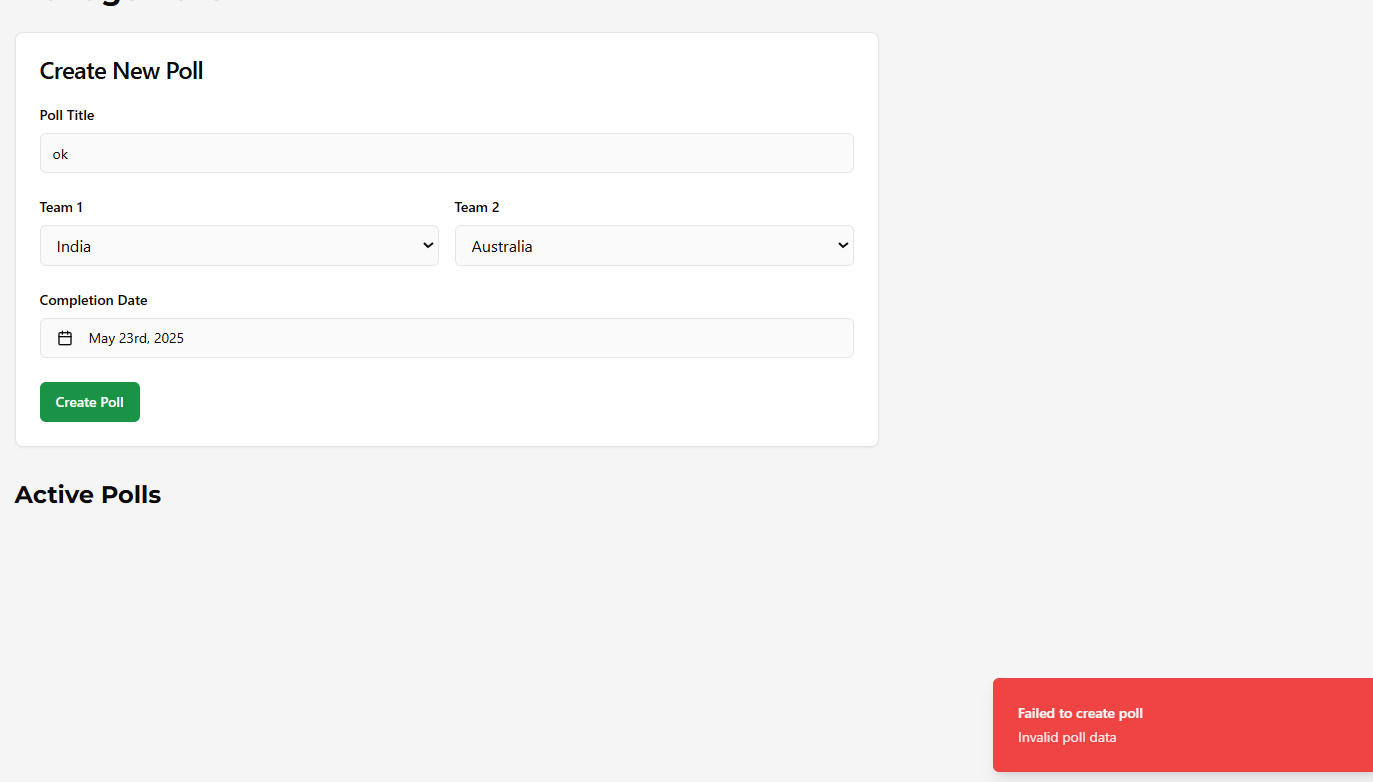 Create New Poll
Poll Title
ok
Team 1
Team 2
India
Australia
Completion Date
May 23rd, 2025
Create Poll
Active Polls
Failed to create poll
Invalid poll data